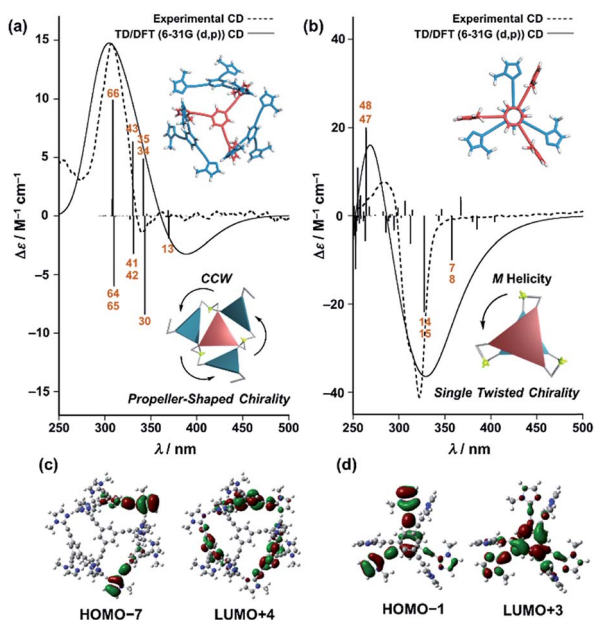 (a)
Experimental CD
TD/DFT (6-31G (d,p)) CD
15
10
5
0
−5
−10
−15
Δε / M−1 cm−1
66
43
35
34
13
41
42
64
65
30
CCW
Propeller-Shaped Chirality
250 300 350 400 450 500
λ / nm
(b)
Experimental CD
TD/DFT (6-31G (d,p)) CD
40
20
0
−20
−40
Δε / M−1 cm−1
48
47
7
8
14
15
M Helicity
Single Twisted Chirality
250 300 350 400 450 500
λ / nm
(c)
HOMO−7
LUMO+4
(d)
HOMO−1
LUMO+3